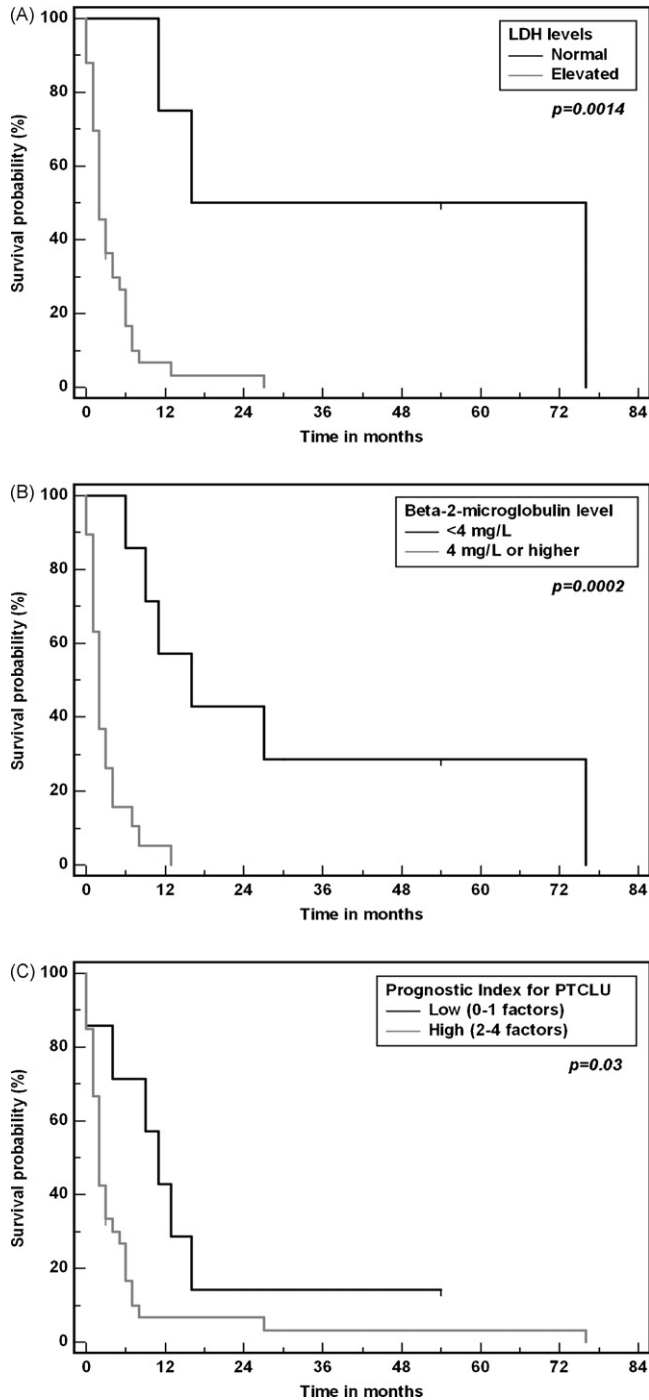 (A)
LDH levels
Normal
Elevated
p=0.0014
Survival probability (%)
100
80
60
40
20
0
0 12 24 36 48 60 72 84
Time in months
(B)
Beta-2-microglobulin level
<4 mg/L
4 mg/L or higher
p=0.0002
Survival probability (%)
100
80
60
40
20
0
0 12 24 36 48 60 72 84
Time in months
(C)
Prognostic Index for PTCLU
Low (0-1 factors)
High (2-4 factors)
p=0.03
Survival probability (%)
100
80
60
40
20
0
0 12 24 36 48 60 72 84
Time in months